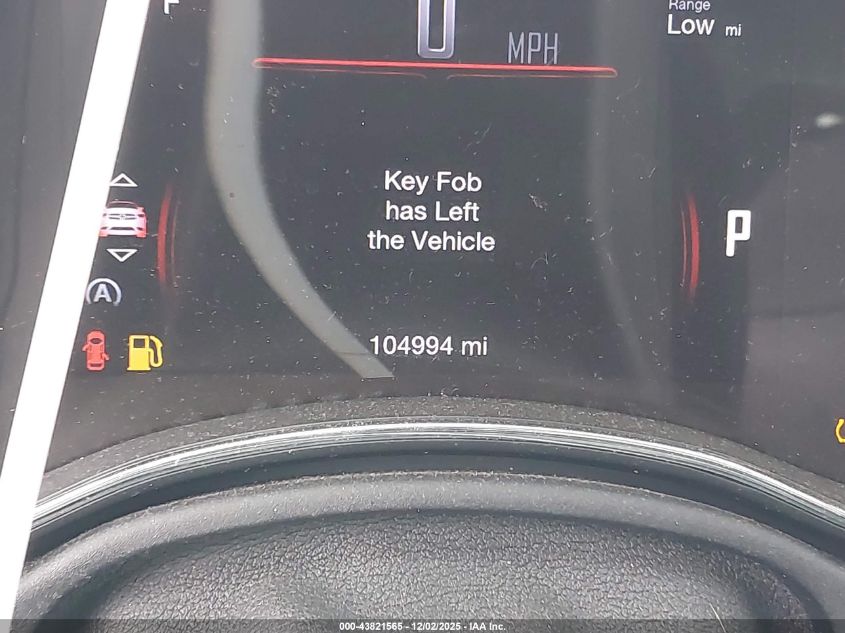 F
0
MPH
Range
Low mi
Key Fob
has Left
the Vehicle
P
A
104994 mi
000-43821565 - 12/02/2025 - IAA Inc.